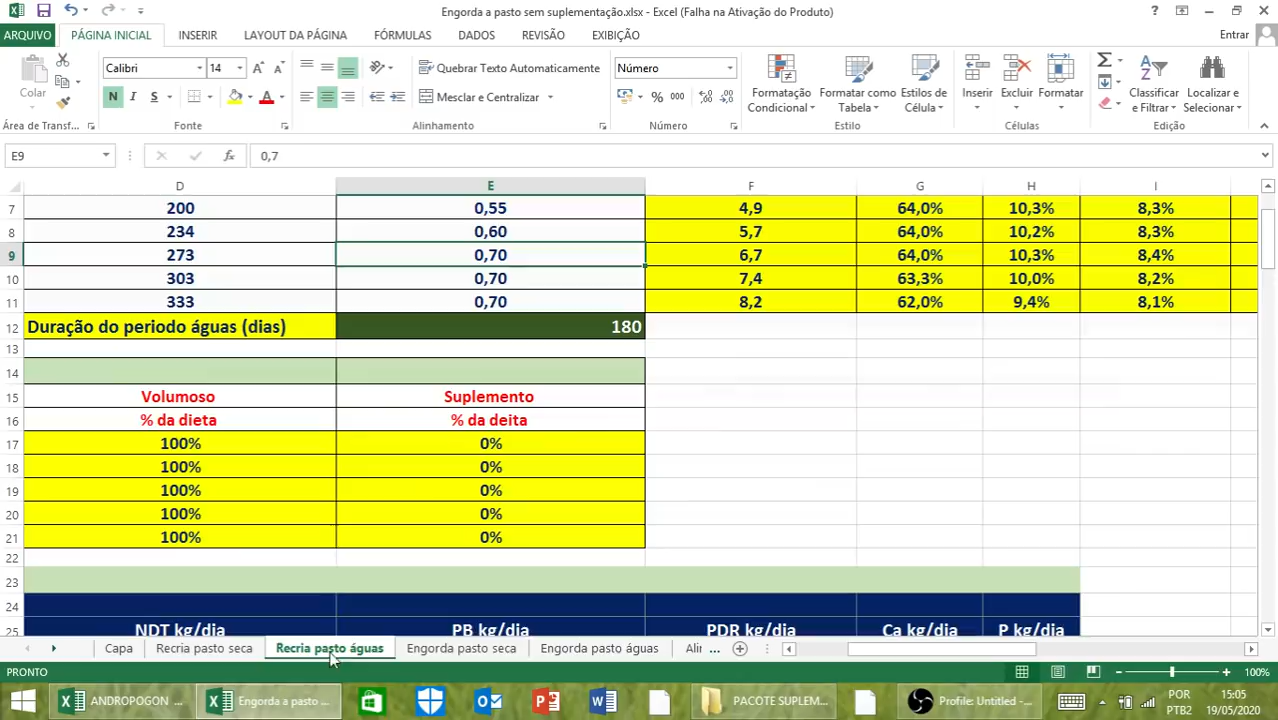 Engorda a pasto sem suplementação.xlsx - Excel (Falha na Ativação do Produto)
ARQUIVO PÁGINA INICIAL INSERIR LAYOUT DA PÁGINA FÓRMULAS DADOS REVISÃO EXIBIÇÃO Entrar
Calibri 14 Quebrar Texto Automaticamente Número
Colar N I S Mesclar e Centralizar % 000 Formatação Condicional Formatar como Tabela Estilos de Célula Inserir Excluir Formatar Classificar e Filtrar Localizar e Selecionar
Área de Transf... Fonte Alinhamento Número Estilo Células Edição
E9 fx 0,7
D E F G H I
7 200 0,55 4,9 64,0% 10,3% 8,3%
8 234 0,60 5,7 64,0% 10,2% 8,3%
9 273 0,70 6,7 64,0% 10,3% 8,4%
10 303 0,70 7,4 63,3% 10,0% 8,2%
11 333 0,70 8,2 62,0% 9,4% 8,1%
12 Duração do periodo águas (dias) 180
13
14
15 Volumoso Suplemento
16 % da dieta % da deita
17 100% 0%
18 100% 0%
19 100% 0%
20 100% 0%
21 100% 0%
22
23
24
25 NDT kg/dia PB kg/dia PDR kg/dia Ca kg/dia P kg/dia
Capa Recria pasto seca Recria pasto águas Engorda pasto seca Engorda pasto águas Alir ...
PRONTO 100%
ANDROPOGON ... Engorda a pasto ... PACOTE SUPLEM... Profile: Untitled -... POR 15:05
PTB2 19/05/2020